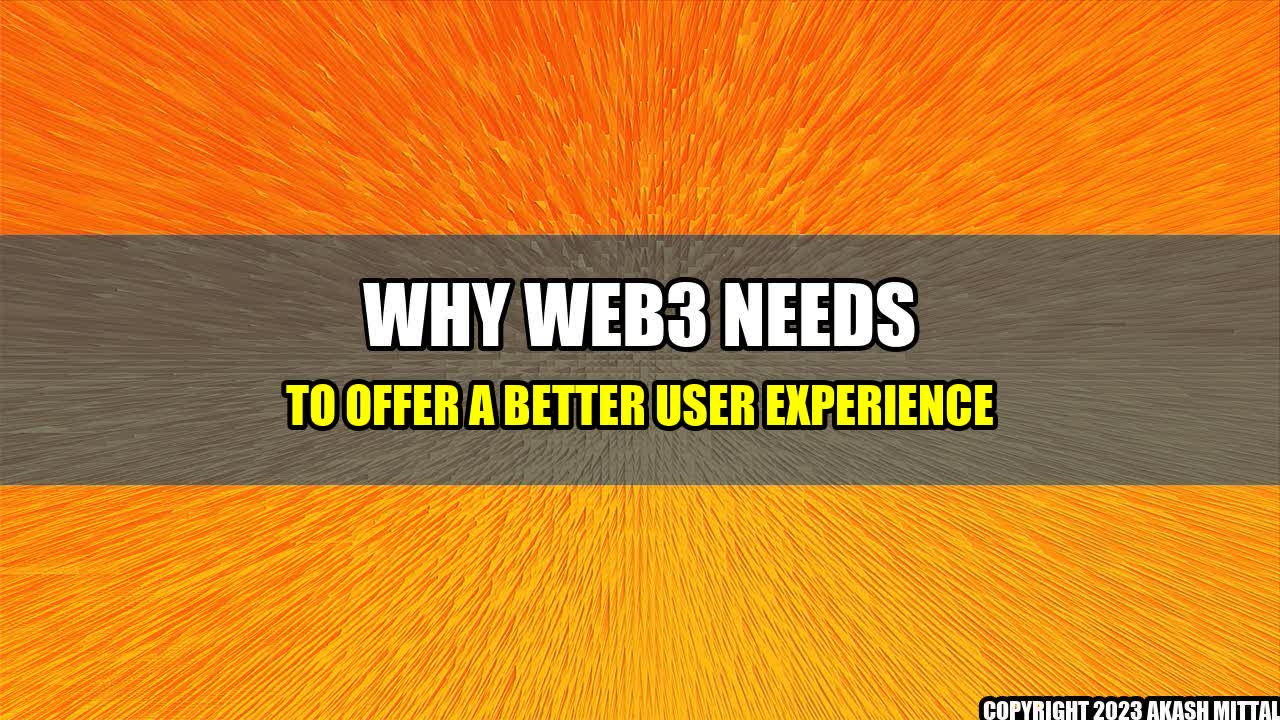 WHY WEB3 NEEDS
TO OFFER A BETTER USER EXPERIENCE
COPYRIGHT 2023 AKASH MITTAL